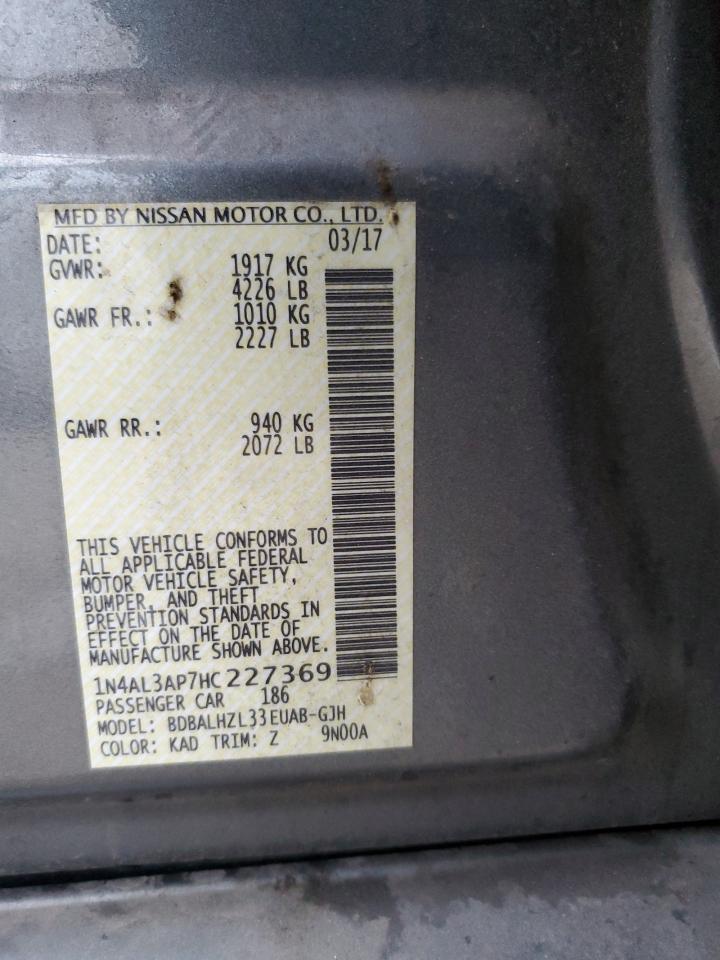 MFD BY NISSAN MOTOR CO., LTD.
DATE: 03/17
GVWR: 1917 KG
4226 LB
GAWR FR.: 1010 KG
2227 LB
GAWR RR.: 940 KG
2072 LB
THIS VEHICLE CONFORMS TO
ALL APPLICABLE FEDERAL
MOTOR VEHICLE SAFETY,
BUMPER, AND THEFT
PREVENTION STANDARDS IN
EFFECT ON THE DATE OF
MANUFACTURE SHOWN ABOVE.
1N4AL3AP7HC227369
PASSENGER CAR 186
MODEL: BDBALHZL33EUAB-GJH
COLOR: KAD TRIM: Z 9N00A